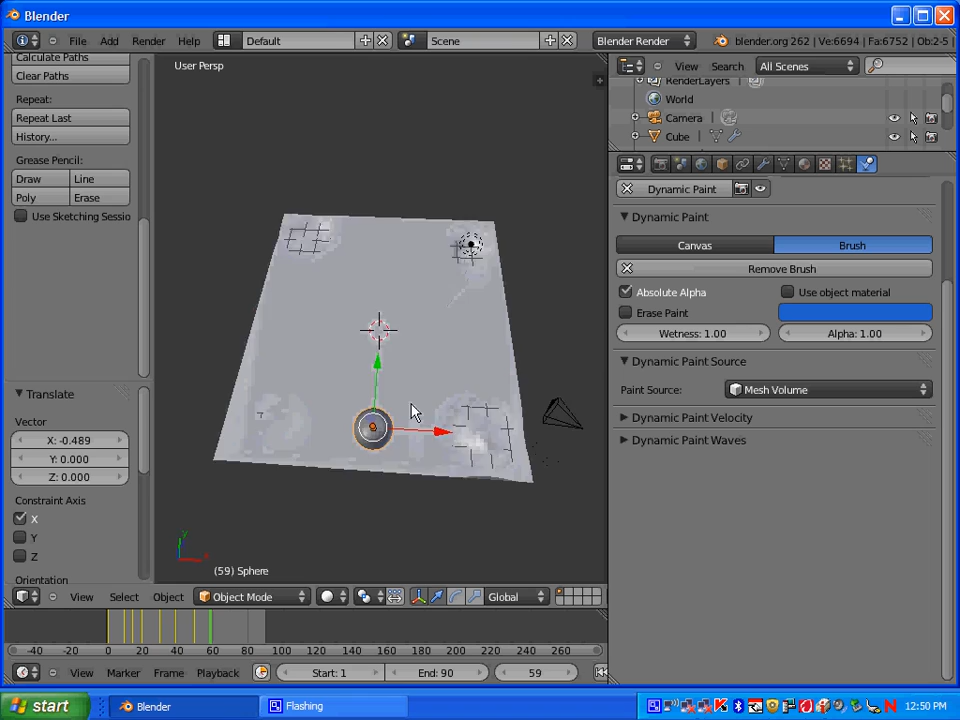 Blender
File Add Render Help Default Scene Blender Render blender.org 262 | Ve:6694 | Fa:6752 | Ob:2-5 |
Calculate Paths
Clear Paths
Repeat:
Repeat Last
History...
Grease Pencil:
Draw Line
Poly Erase
Use Sketching Sessio
Translate
Vector
X: -0.489
Y: 0.000
Z: 0.000
Constraint Axis
X
Y
Z
Orientation
User Persp
y
x
(59) Sphere
View Select Object Object Mode Global
-40 -20 0 20 40 60 80 100 120 140 160 180 200 220 240 260
View Marker Frame Playback Start: 1 End: 90 59
View Search All Scenes
RenderLayers
World
Camera
Cube
Dynamic Paint
Dynamic Paint
Canvas Brush
Remove Brush
Absolute Alpha Use object material
Erase Paint
Wetness: 1.00 Alpha: 1.00
Dynamic Paint Source
Paint Source: Mesh Volume
Dynamic Paint Velocity
Dynamic Paint Waves
start Blender Flashing 12:50 PM